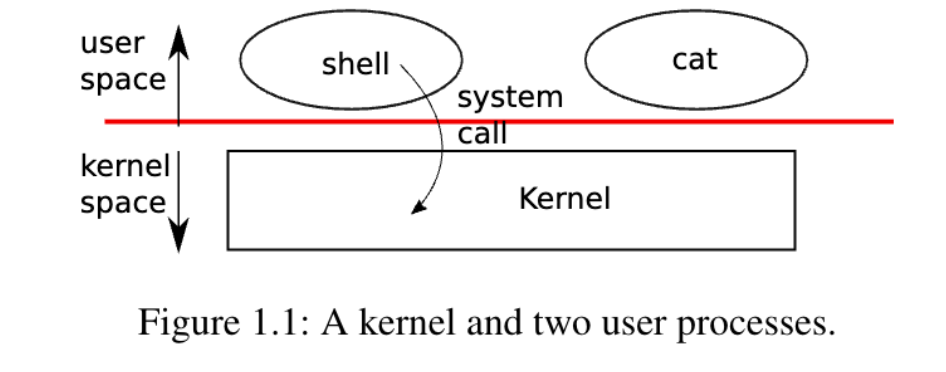 user
space
shell
cat
system
call
kernel
space
Kernel
Figure 1.1: A kernel and two user processes.